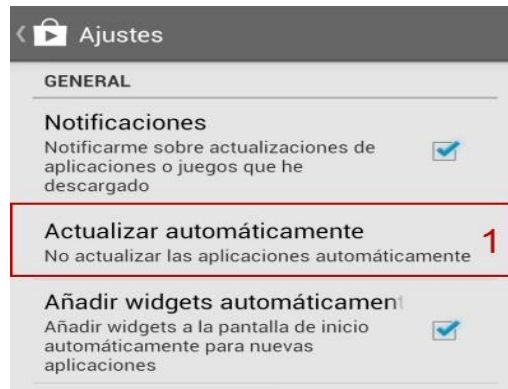 Ajustes
GENERAL
Notificaciones
Notificarme sobre actualizaciones de
aplicaciones o juegos que he
descargado
Actualizar automáticamente
No actualizar las aplicaciones automáticamente
1
Añadir widgets automáticament
Añadir widgets a la pantalla de inicio
automáticamente para nuevas
aplicaciones